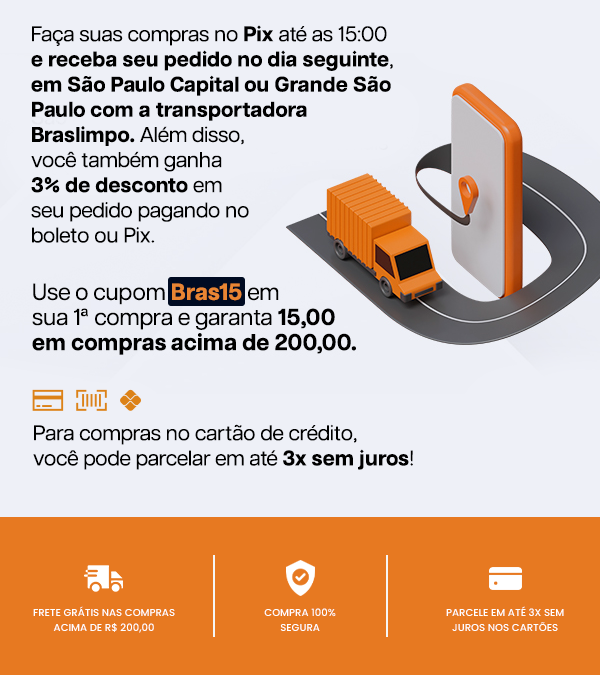 Faça suas compras no Pix até as 15:00
e receba seu pedido no dia seguinte,
em São Paulo Capital ou Grande São
Paulo com a transportadora
Braslimpo. Além disso,
você também ganha
3% de desconto em
seu pedido pagando no
boleto ou Pix.
Use o cupom Bras15 em
sua 1ª compra e garanta 15,00
em compras acima de 200,00.
Para compras no cartão de crédito,
você pode parcelar em até 3x sem juros!
FRETE GRÁTIS NAS COMPRAS
ACIMA DE R$ 200,00
COMPRA 100%
SEGURA
PARCELE EM ATÉ 3X SEM
JUROS NOS CARTÕES